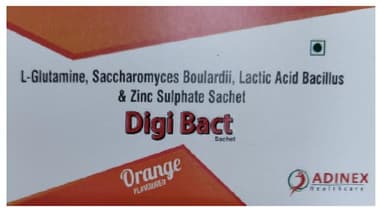 L-Glutamine, Saccharomyces Boulardii, Lactic Acid Bacillus
& Zinc Sulphate Sachet
Digi Bact
Sachet
Orange
FLAVOURED
ADINEX
Healthcare